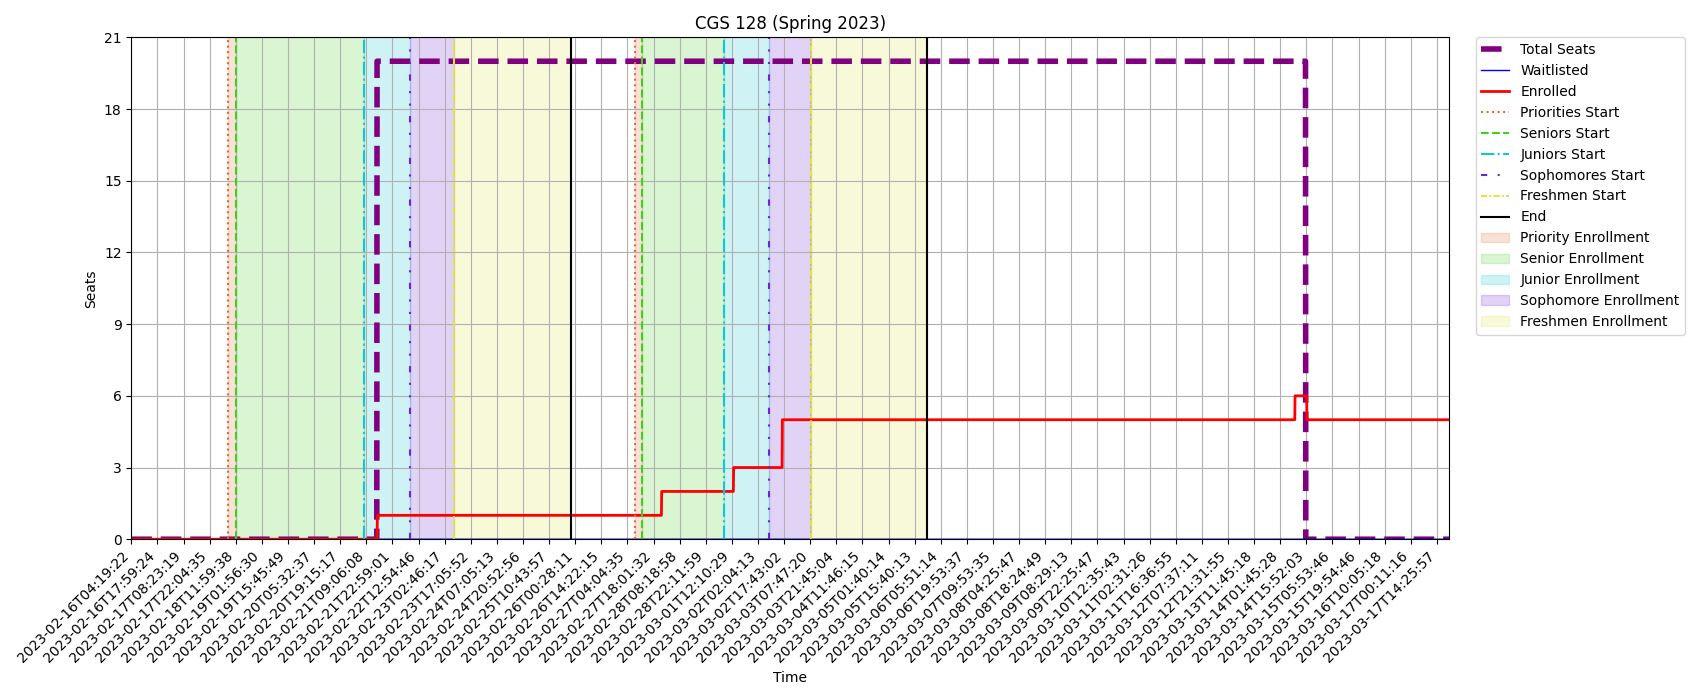 CGS 128 (Spring 2023)
21
18
15
12
9
6
3
0
Seats
2023-02-16T04:19:22
2023-02-16T17:59:24
2023-02-17T08:23:19
2023-02-17T22:04:35
2023-02-18T11:59:38
2023-02-19T01:56:30
2023-02-19T15:45:49
2023-02-20T05:32:37
2023-02-20T19:15:17
2023-02-21T09:06:08
2023-02-21T22:59:01
2023-02-22T12:54:46
2023-02-23T02:46:17
2023-02-23T17:05:52
2023-02-24T07:05:13
2023-02-24T20:52:56
2023-02-25T10:43:57
2023-02-26T00:28:11
2023-02-26T14:22:15
2023-02-27T04:04:35
2023-02-27T18:01:32
2023-02-28T08:18:59
2023-02-28T22:11:59
2023-03-01T12:10:29
2023-03-02T02:04:13
2023-03-02T17:43:02
2023-03-03T07:47:20
2023-03-03T21:45:04
2023-03-04T11:46:15
2023-03-05T01:40:14
2023-03-05T15:40:13
2023-03-06T05:51:14
2023-03-06T19:53:37
2023-03-07T09:53:35
2023-03-08T04:25:47
2023-03-08T18:24:49
2023-03-09T08:29:13
2023-03-09T22:25:47
2023-03-10T12:35:43
2023-03-11T02:31:26
2023-03-11T16:36:55
2023-03-12T07:37:11
2023-03-12T21:31:55
2023-03-13T11:45:18
2023-03-14T01:45:28
2023-03-14T15:52:03
2023-03-15T05:53:46
2023-03-15T19:54:46
2023-03-16T10:05:18
2023-03-17T00:11:16
2023-03-17T14:25:57
Time
Total Seats
Waitlisted
Enrolled
Priorities Start
Seniors Start
Juniors Start
Sophomores Start
Freshmen Start
End
Priority Enrollment
Senior Enrollment
Junior Enrollment
Sophomore Enrollment
Freshmen Enrollment